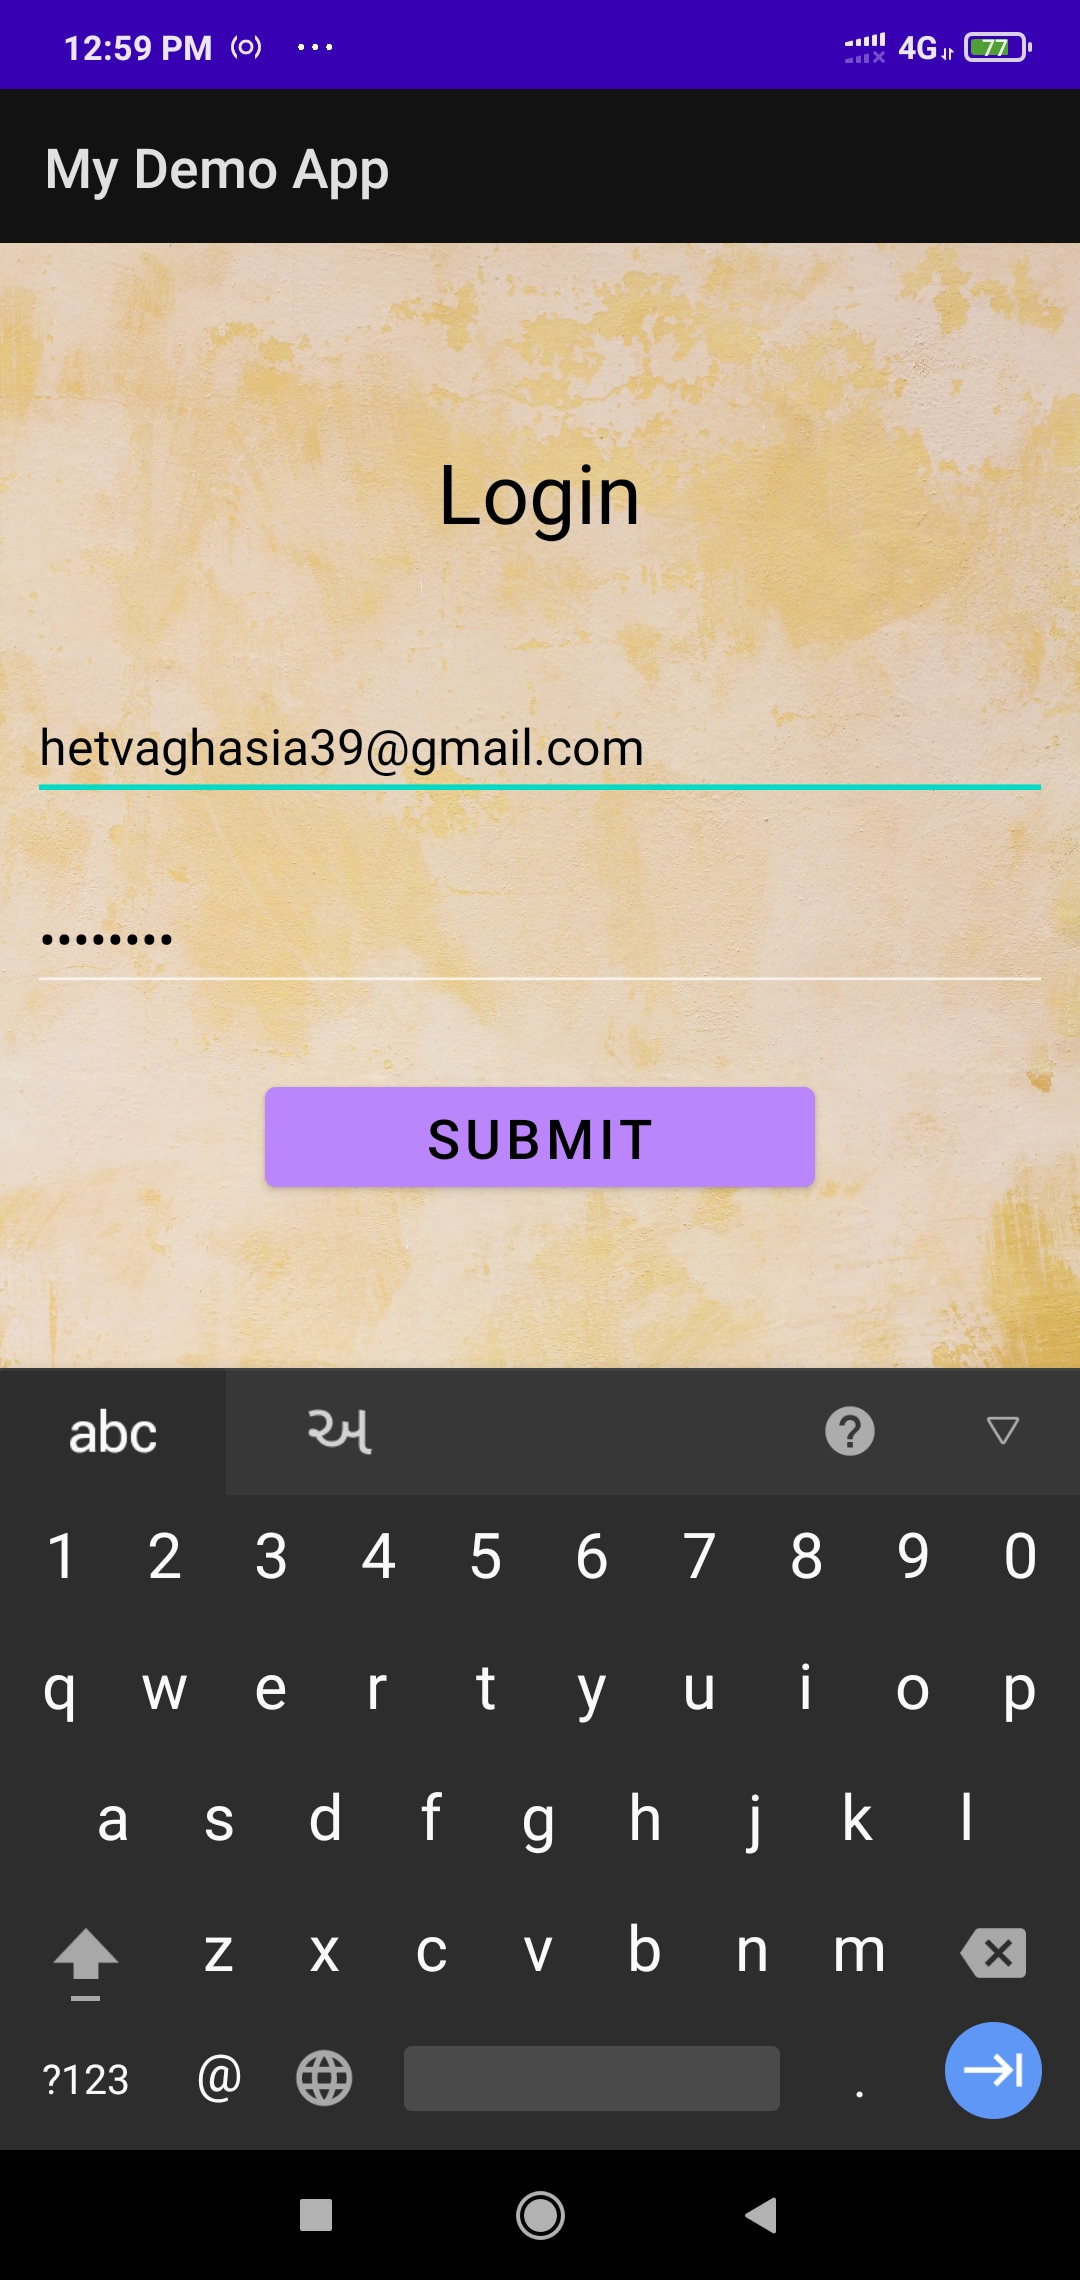 12:59 PM 4G 77
My Demo App
Login
hetvaghasia39@gmail.com
••••••••
SUBMIT
abc અ ?
1 2 3 4 5 6 7 8 9 0
q w e r t y u i o p
a s d f g h j k l
z x c v b n m
?123 @ .